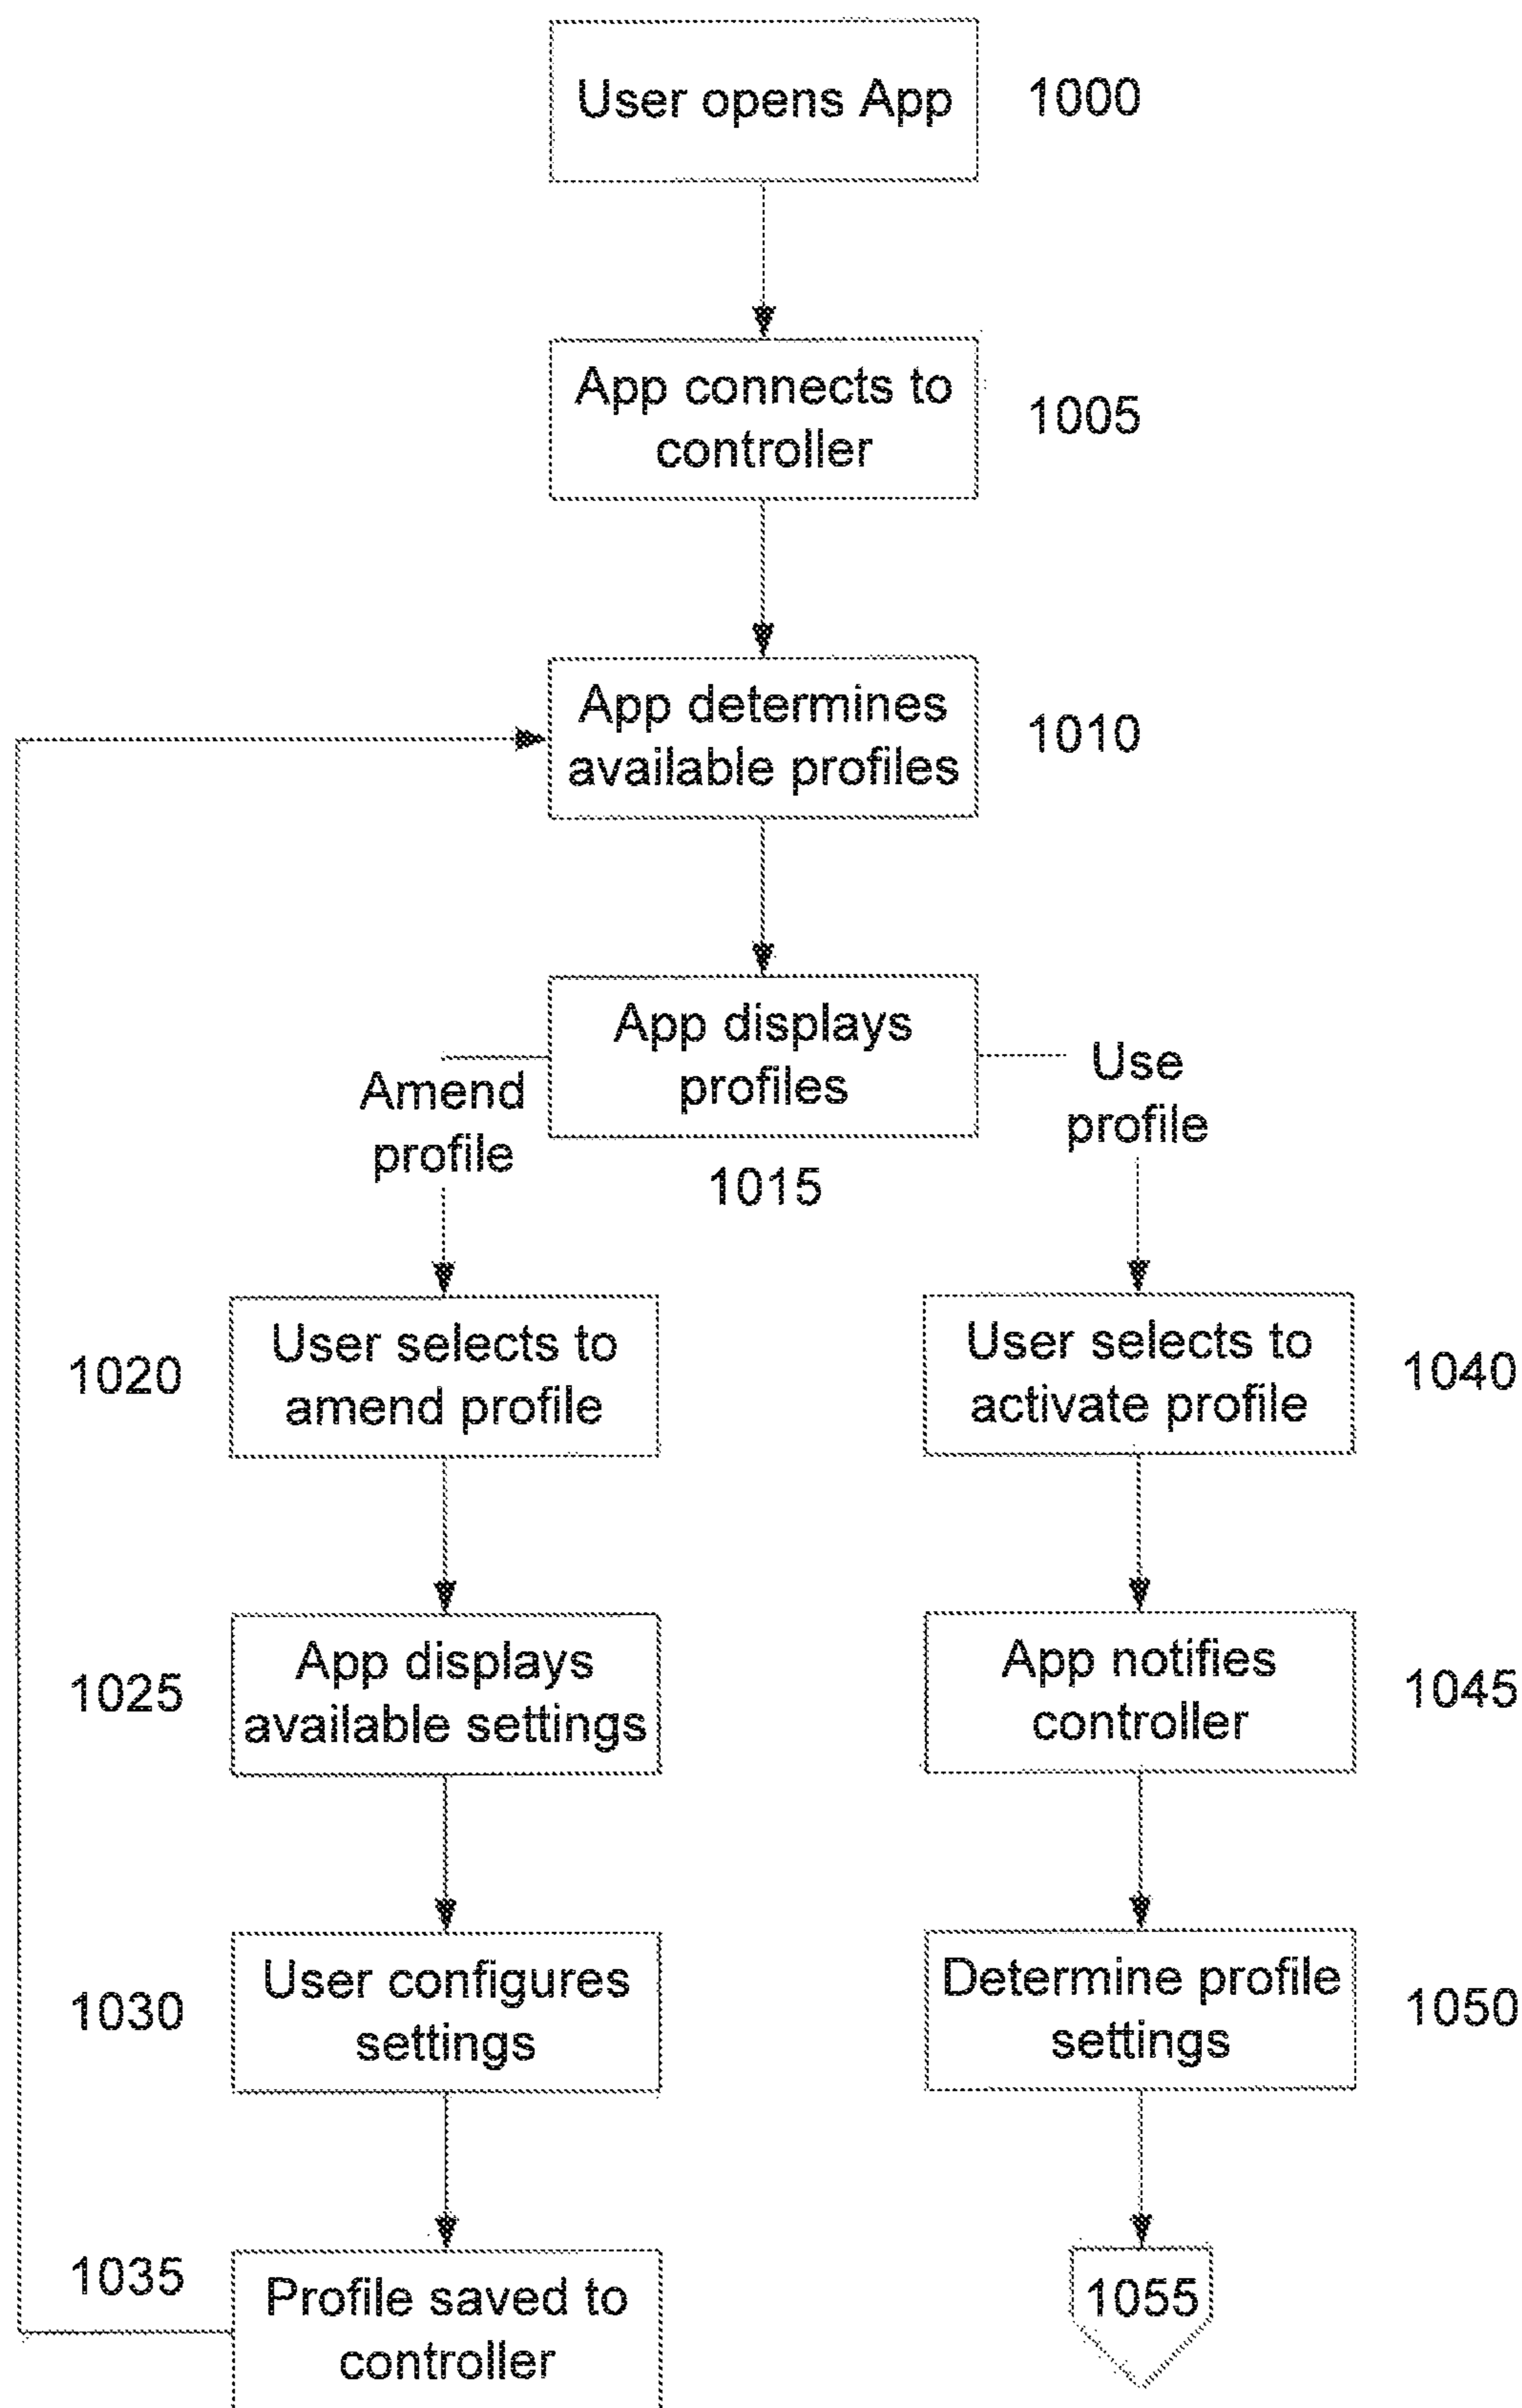 User opens App
1000
App connects to
controller
1005
App determines
available profiles
1010
App displays
profiles
1015
Amend
profile
Use
profile
1020
User selects to
amend profile
User selects to
activate profile
1040
1025
App displays
available settings
App notifies
controller
1045
1030
User configures
settings
Determine profile
settings
1050
1035
Profile saved to
controller
1055